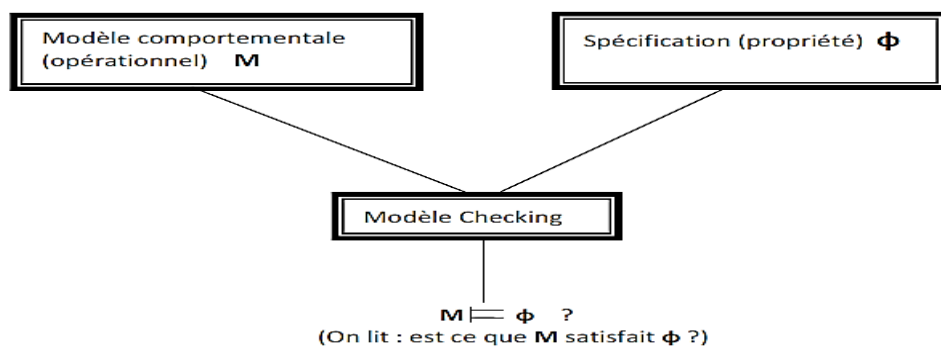 Modèle comportementale
(opérationnel) M
Spécification (propriété) ϕ
Modèle Checking
M ⊨ ϕ ?
(On lit : est ce que M satisfait ϕ ?)